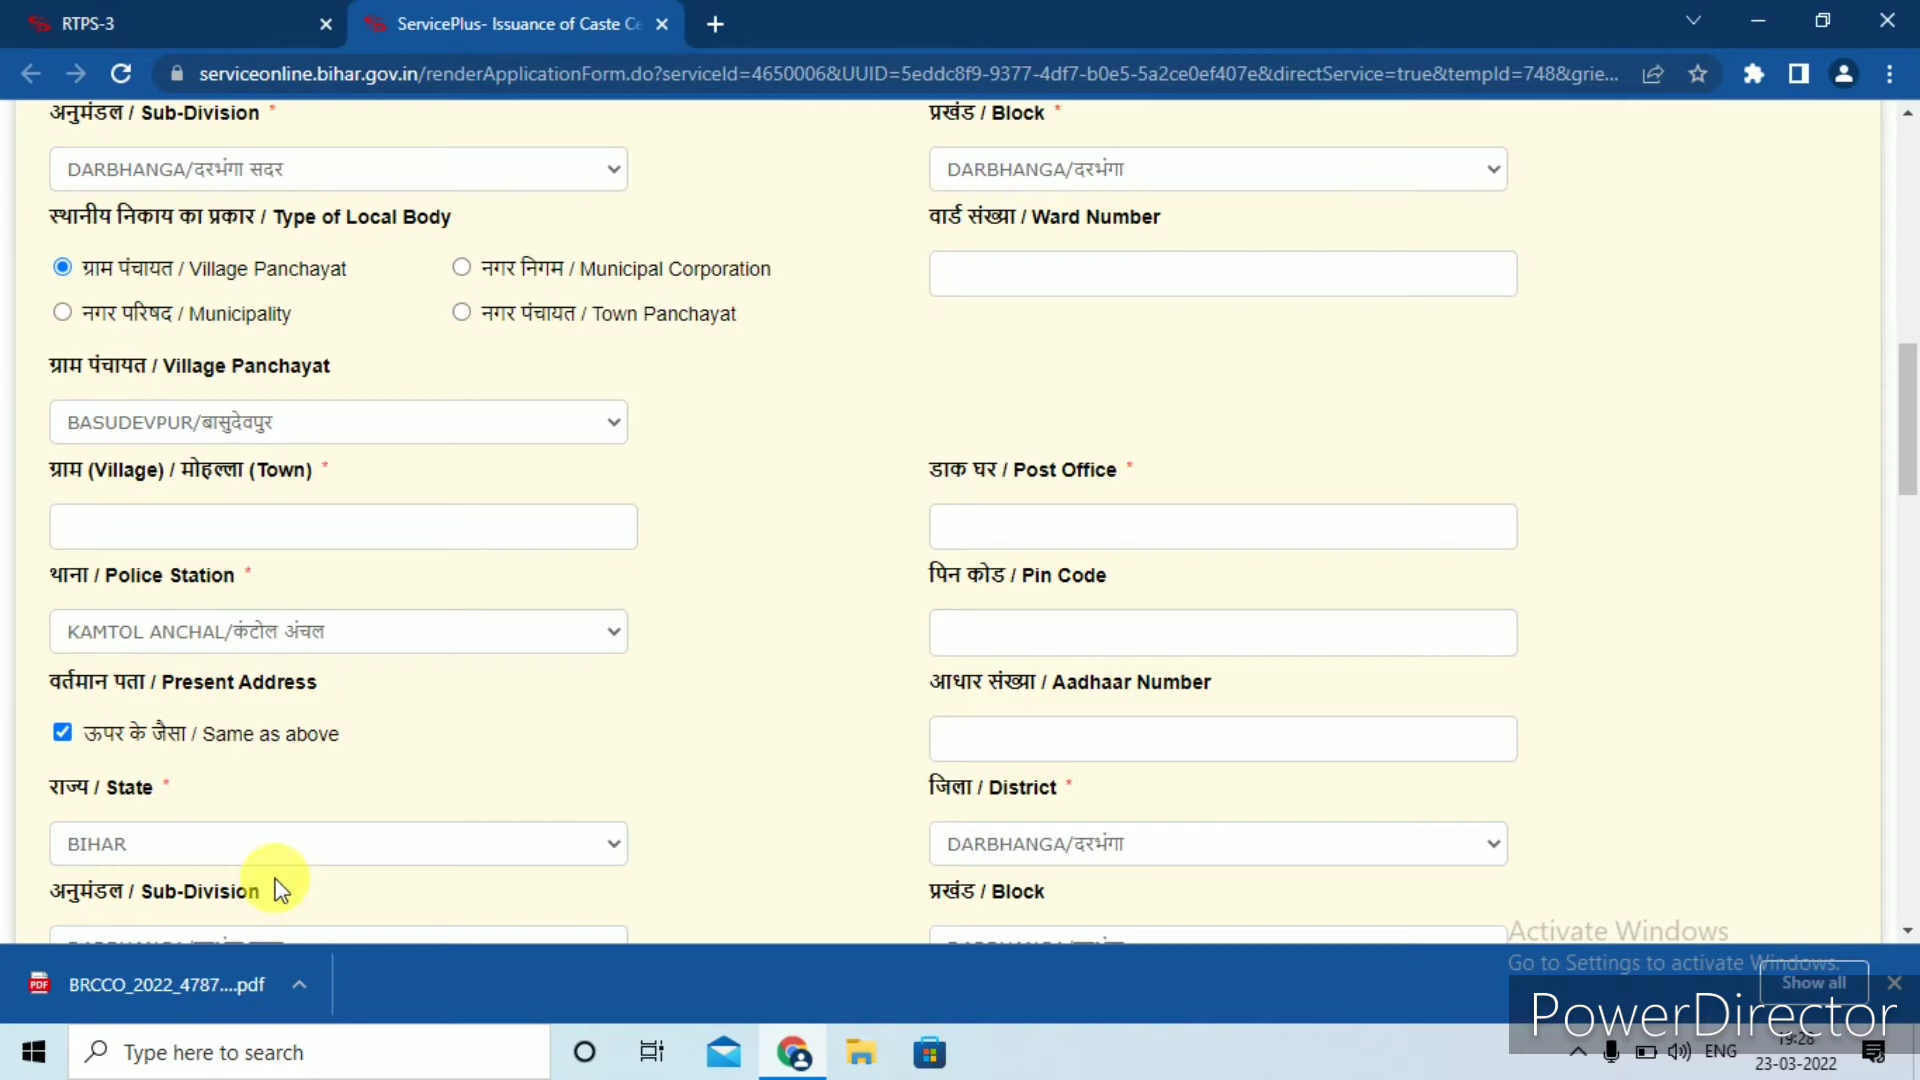 RTPS-3
ServicePlus- Issuance of Caste Ce
serviceonline.bihar.gov.in/renderApplicationForm.do?serviceId=4650006&UUID=5eddc8f9-9377-4df7-b0e5-5a2ce0ef407e&directService=true&tempId=748&grie...
अनुमंडल / Sub-Division *
प्रखंड / Block *
DARBHANGA/दरभंगा सदर
DARBHANGA/दरभंगा
स्थानीय निकाय का प्रकार / Type of Local Body
वार्ड संख्या / Ward Number
ग्राम पंचायत / Village Panchayat
नगर निगम / Municipal Corporation
नगर परिषद / Municipality
नगर पंचायत / Town Panchayat
ग्राम पंचायत / Village Panchayat
BASUDEVPUR/बासुदेवपुर
ग्राम (Village) / मोहल्ला (Town) *
डाक घर / Post Office *
थाना / Police Station *
पिन कोड / Pin Code
KAMTOL ANCHAL/कंटोल अंचल
वर्तमान पता / Present Address
आधार संख्या / Aadhaar Number
ऊपर के जैसा / Same as above
राज्य / State *
जिला / District *
BIHAR
DARBHANGA/दरभंगा
अनुमंडल / Sub-Division
प्रखंड / Block
Activate Windows
Go to Settings to activate Windows.
BRCCO_2022_4787....pdf
Show all
PowerDirector
Type here to search
ENG
19:28
23-03-2022